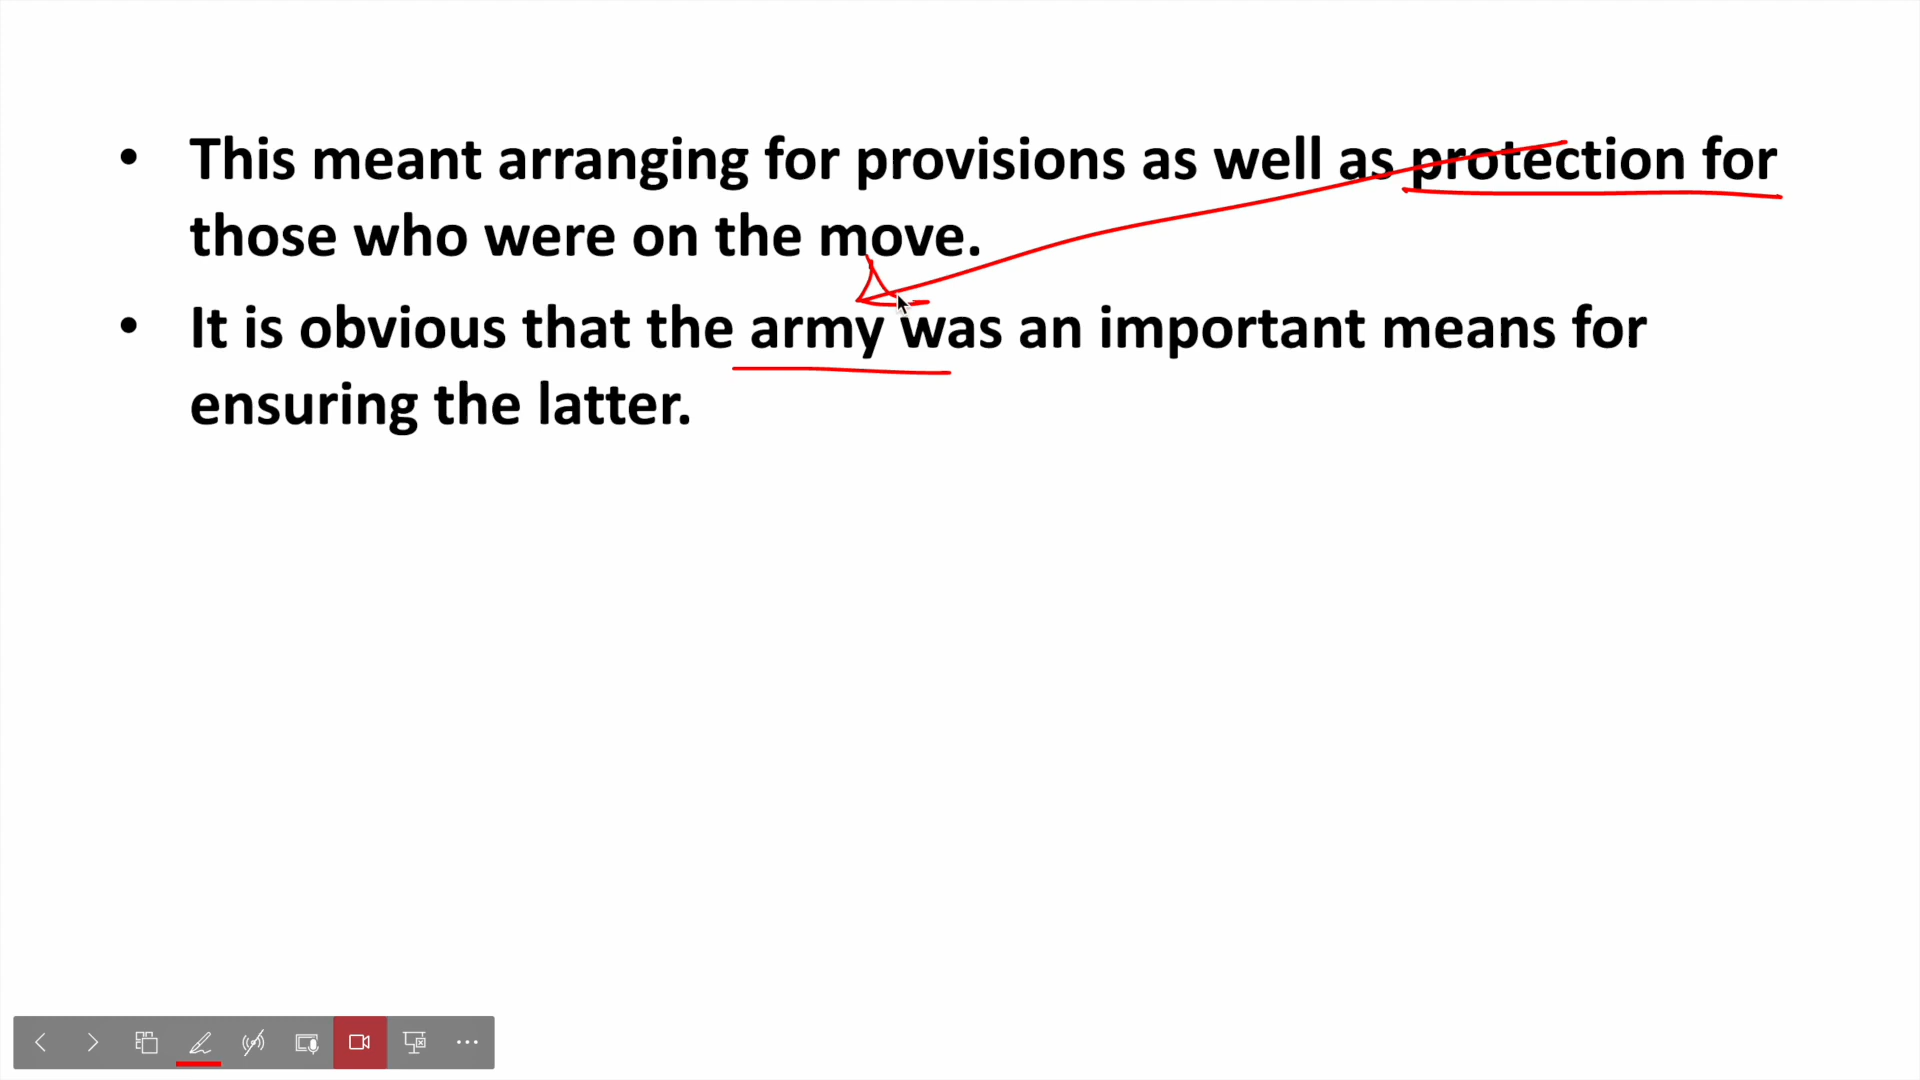 • This meant arranging for provisions as well as protection for
those who were on the move.
• It is obvious that the army was an important means for
ensuring the latter.